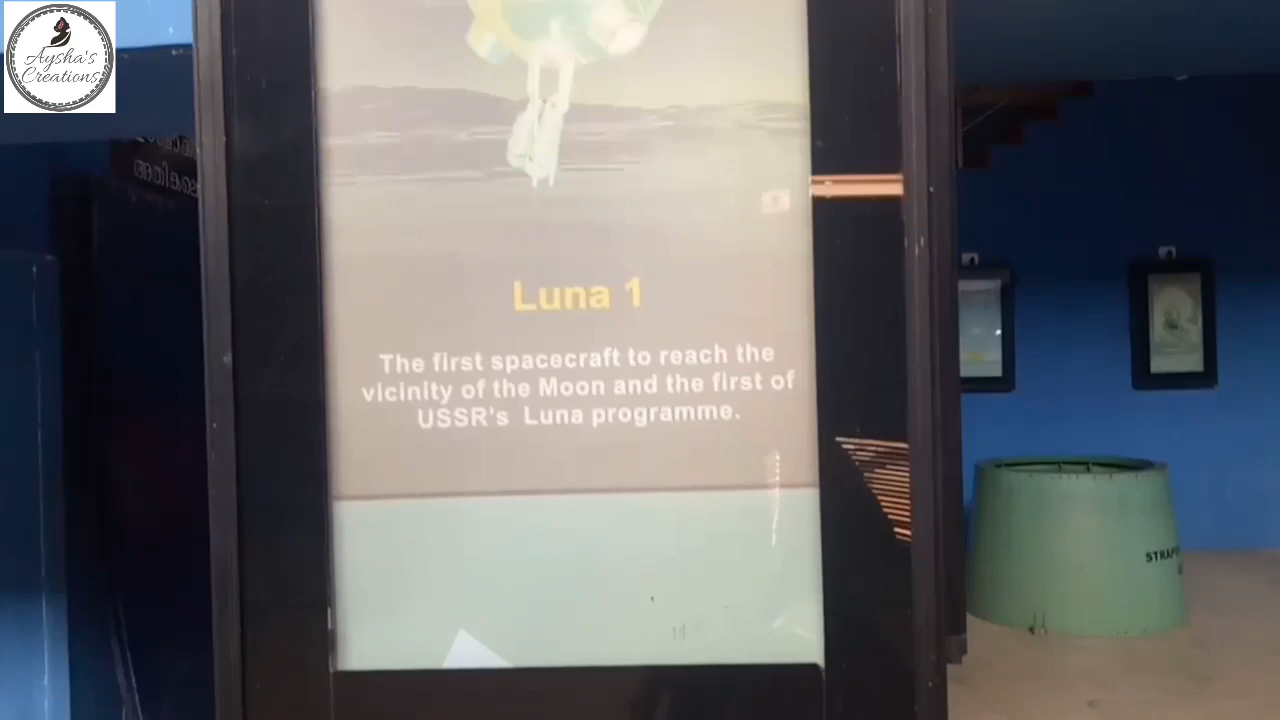 Aysha's
Creations
അതികാ
Luna 1
The first spacecraft to reach the
vicinity of the Moon and the first of
USSR's Luna programme.